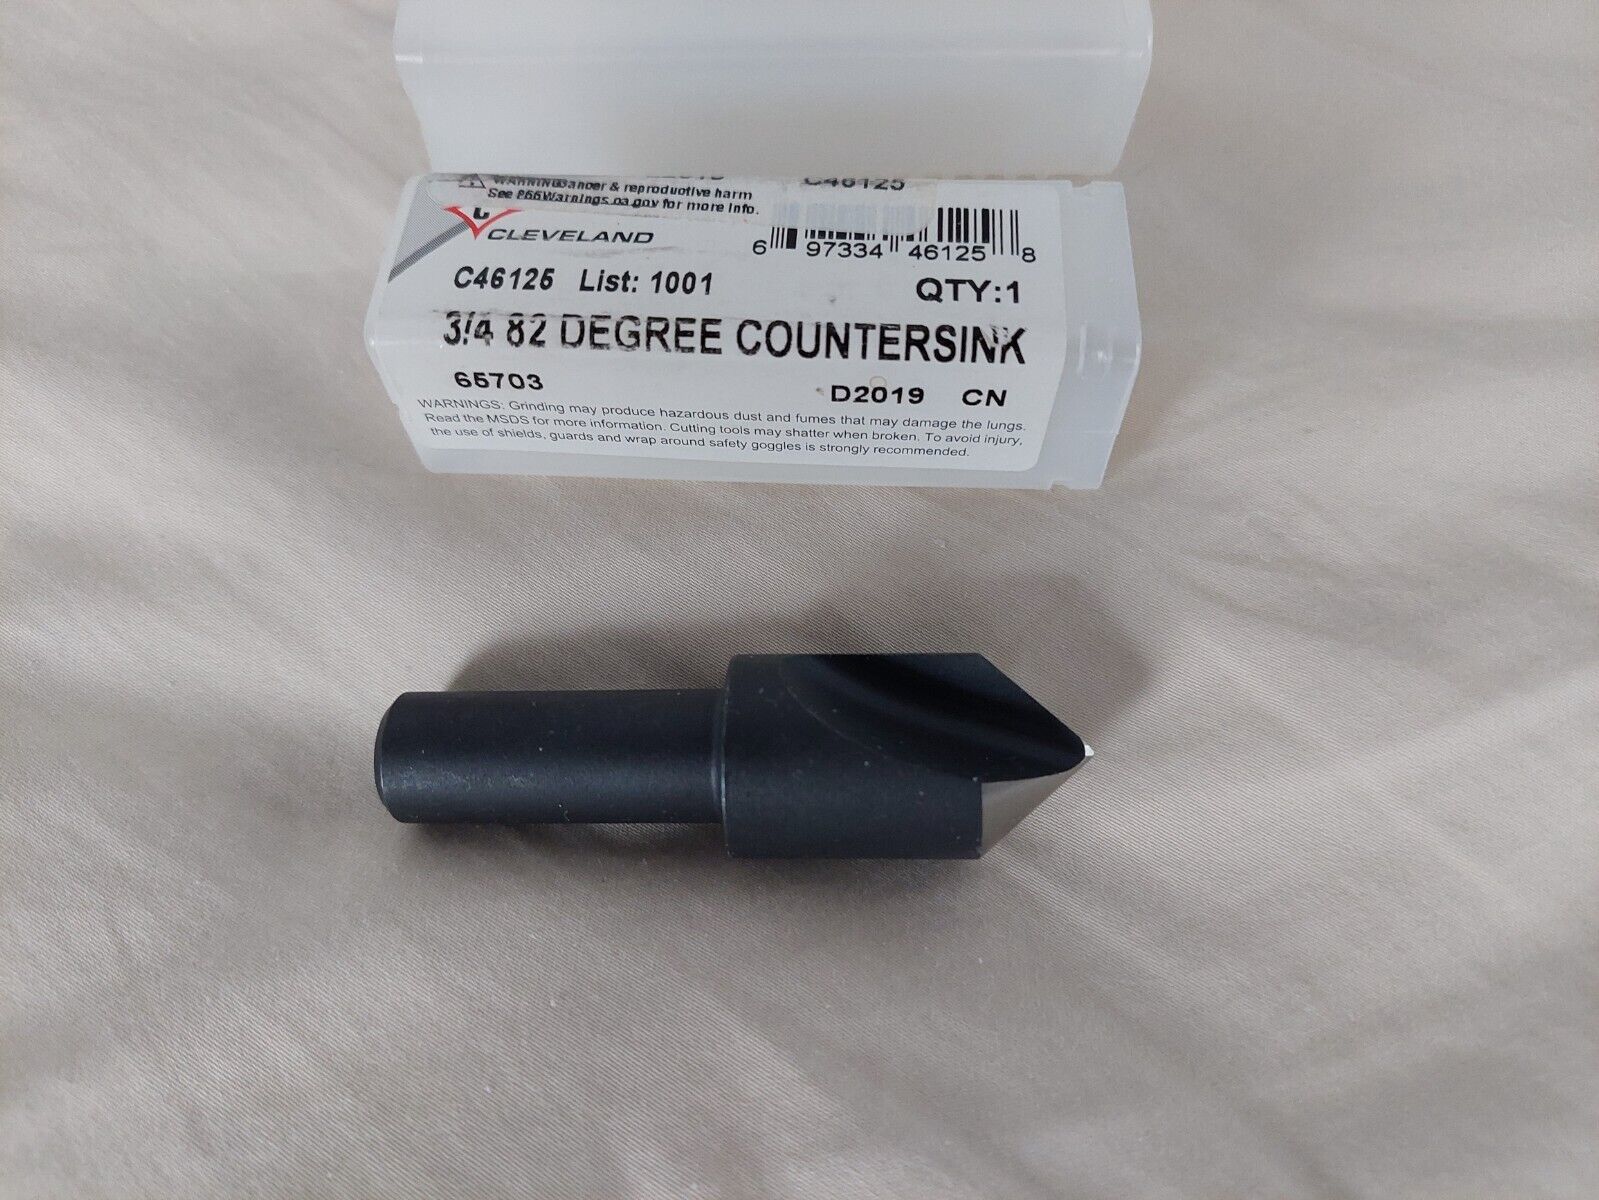 WARNING Cancer & reproductive harm
See P65Warnings.ca.gov for more info.
C46125
CLEVELAND
6 97334 46125 8
C46125 List: 1001
QTY:1
3/4 82 DEGREE COUNTERSINK
65703
D2019 CN
WARNINGS: Grinding may produce hazardous dust and fumes that may damage the lungs.
Read the MSDS for more information. Cutting tools may shatter when broken. To avoid injury,
the use of shields, guards and wrap around safety goggles is strongly recommended.